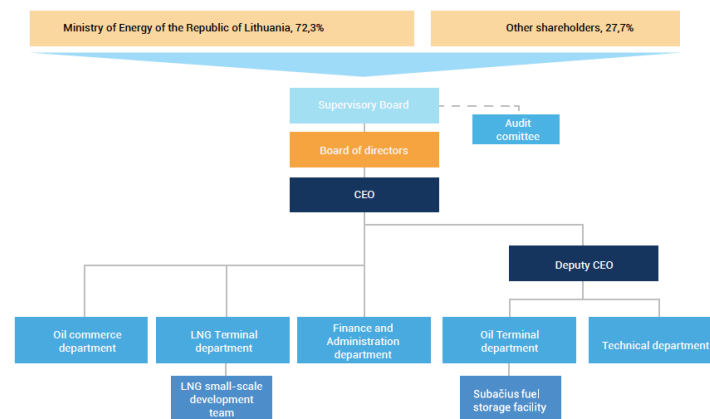 Ministry of Energy of the Republic of Lithuania, 72,3%
Other shareholders, 27,7%
Supervisory Board
Audit
comittee
Board of directors
CEO
Deputy CEO
Oil commerce
department
LNG Terminal
department
Finance and
Administration
department
Oil Terminal
department
Technical department
LNG small-scale
development
team
Subačius fuel
storage facility